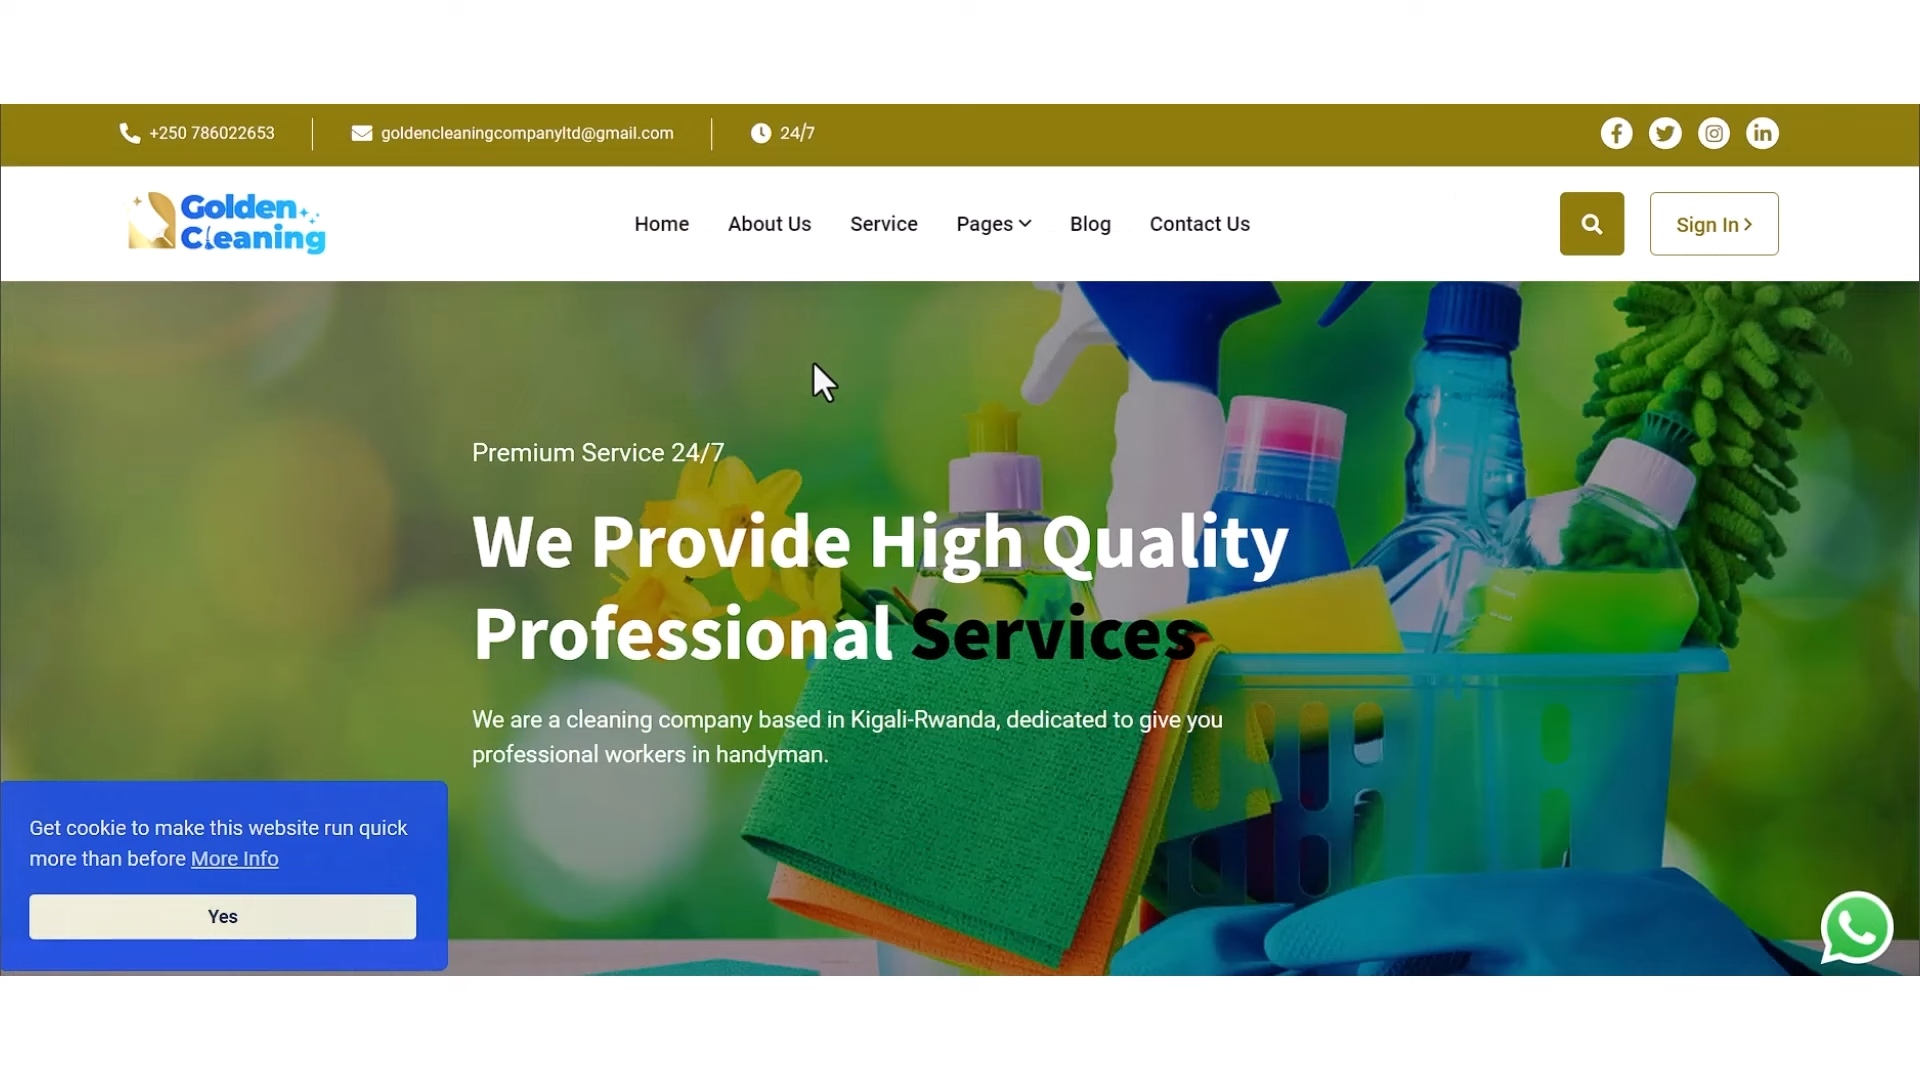 +250 786022653
goldencleaningcompanyltd@gmail.com
24/7
Golden
Cleaning
Home
About Us
Service
Pages
Blog
Contact Us
Sign In
Premium Service 24/7
We Provide High Quality
Professional Services
We are a cleaning company based in Kigali-Rwanda, dedicated to give you
professional workers in handyman.
Get cookie to make this website run quick
more than before More Info
Yes